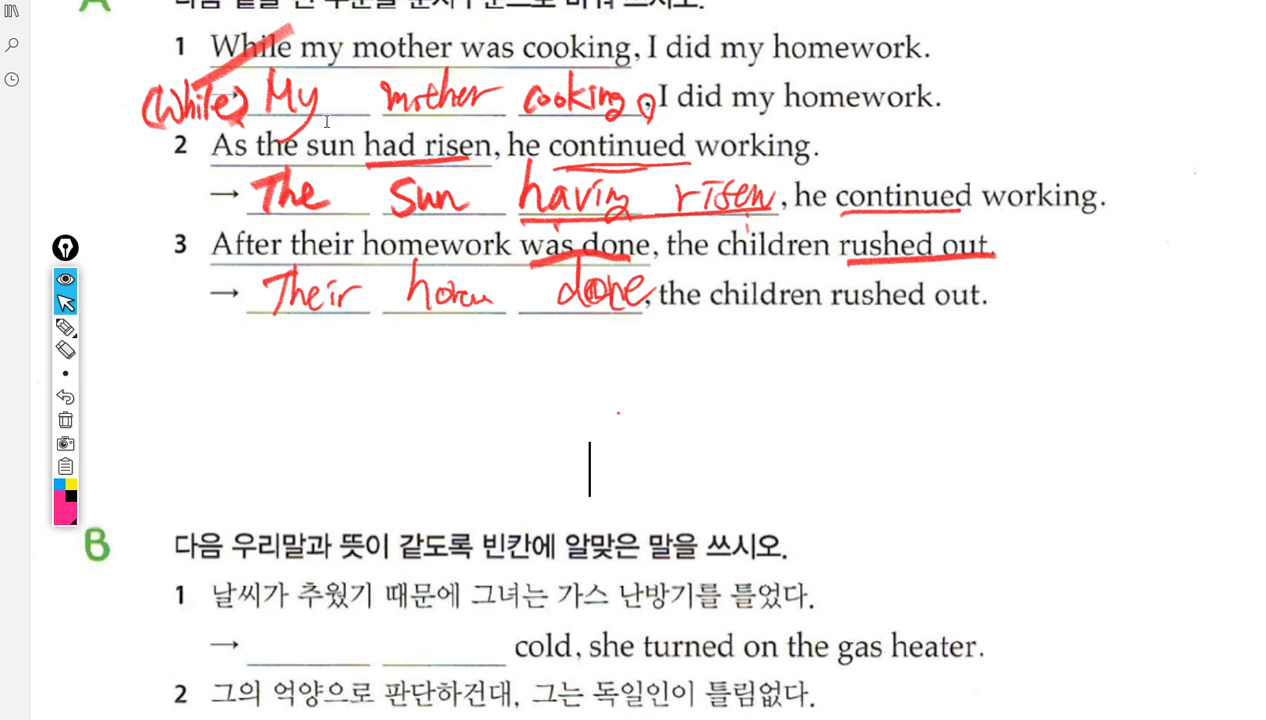 A
다음 밑줄 친 부분을 분사구문으로 바꿔 쓰시오.
1 While my mother was cooking, I did my homework.
(While) My mother cooking, I did my homework.
2 As the sun had risen, he continued working.
→ The sun having risen, he continued working.
3 After their homework was done, the children rushed out.
→ Their done, the children rushed out.
B 다음 우리말과 뜻이 같도록 빈칸에 알맞은 말을 쓰시오.
1 날씨가 추웠기 때문에 그녀는 가스 난방기를 틀었다.
→ cold, she turned on the gas heater.
2 그의 억양으로 판단하건대, 그는 독일인이 틀림없다.